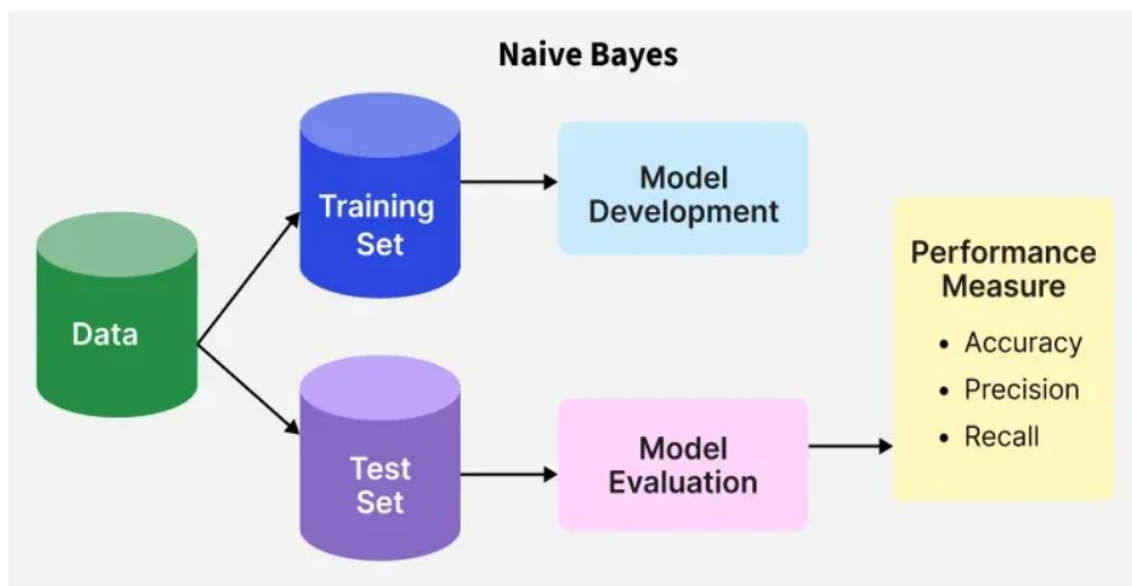 Naive Bayes
Data
Training
Set
Test
Set
Model
Development
Model
Evaluation
Performance
Measure
• Accuracy
• Precision
• Recall